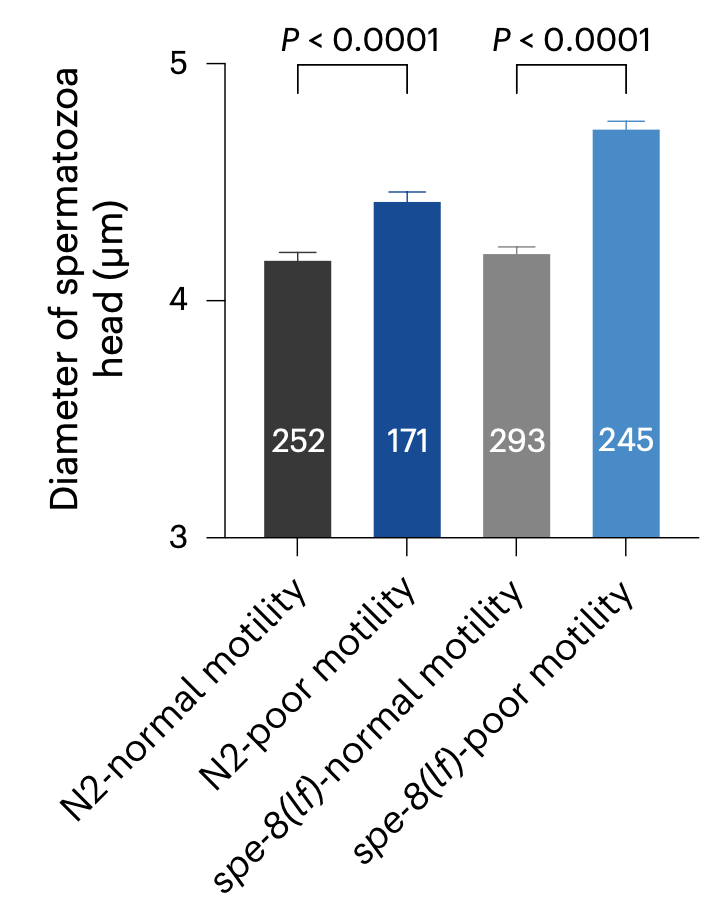 P < 0.0001 P < 0.0001
Diameter of spermatozoa
head (μm)
5
4
3
252 171 293 245
N2-normal motility
N2-poor motility
spe-8(lf)-normal motility
spe-8(lf)-poor motility